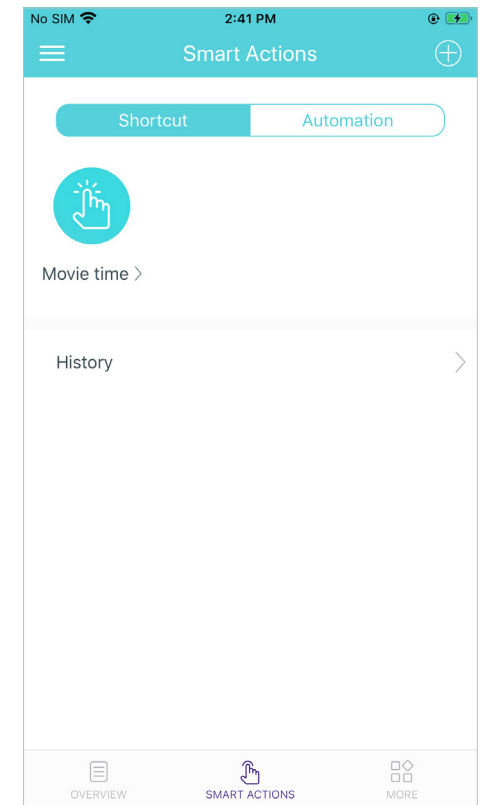 No SIM 2:41 PM
Smart Actions
Shortcut Automation
Movie time
History
OVERVIEW SMART ACTIONS MORE